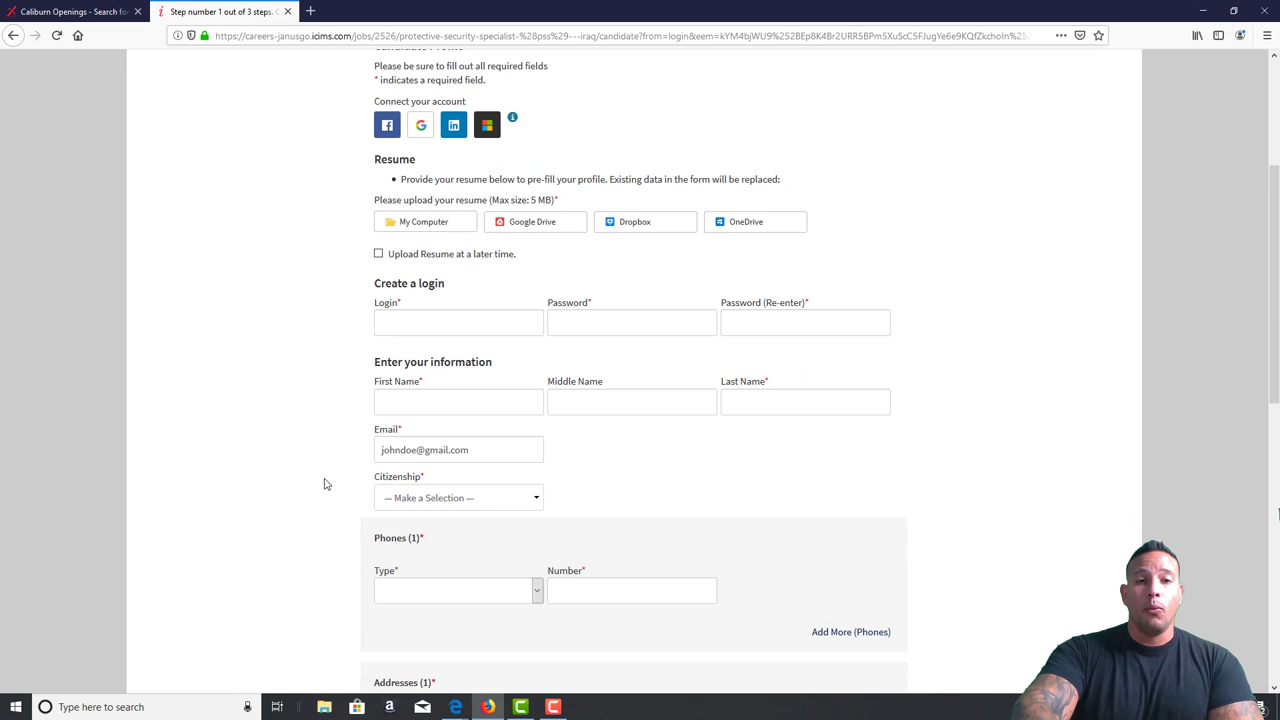 Caliburn Openings - Search for
Step number 1 out of 3 steps. C
https://careers-janusgo.icims.com/jobs/2526/protective-security-specialist-%28pss%29---iraq/candidate?from=login&eem=kYM4bjWU9%252BEp8K4Br2URR5BPm5XuScC5FJugYe6e9KQfZkchoIn%252
Please be sure to fill out all required fields
* indicates a required field.
Connect your account
Resume
• Provide your resume below to pre-fill your profile. Existing data in the form will be replaced:
Please upload your resume (Max size: 5 MB)*
My Computer Google Drive Dropbox OneDrive
Upload Resume at a later time.
Create a login
Login* Password* Password (Re-enter)*
Enter your information
First Name* Middle Name Last Name*
Email*
johndoe@gmail.com
Citizenship*
— Make a Selection —
Phones (1)*
Type* Number*
Add More (Phones)
Addresses (1)*
Type here to search